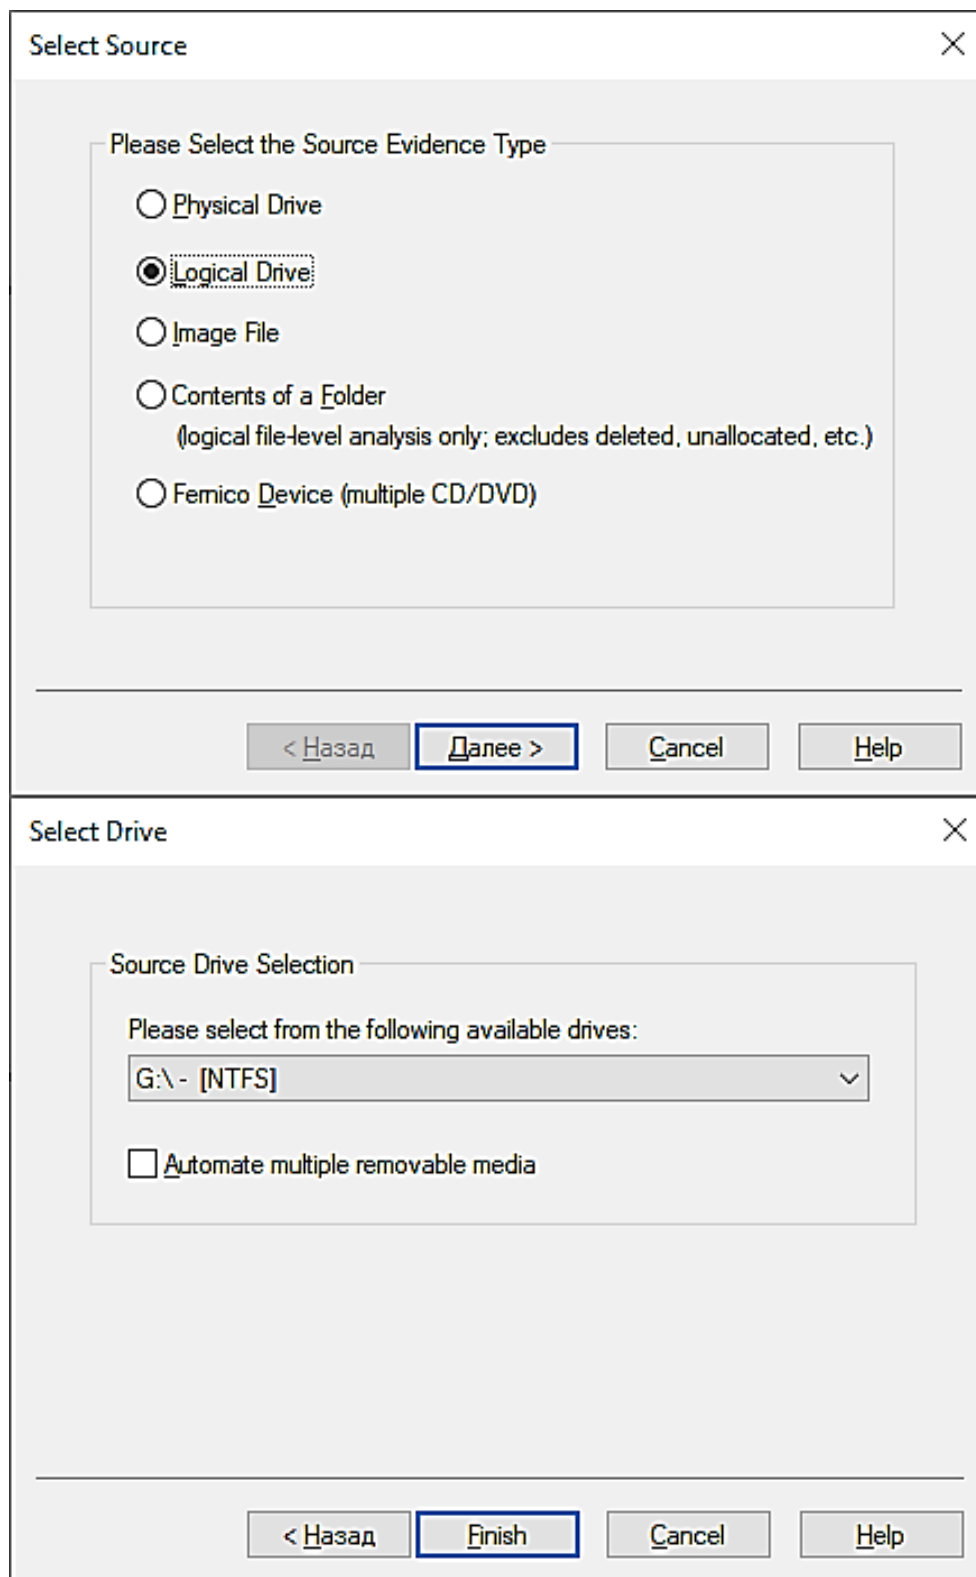 Select Source
Please Select the Source Evidence Type
Physical Drive
Logical Drive
Image File
Contents of a Folder
(logical file-level analysis only; excludes deleted, unallocated, etc.)
Fernico Device (multiple CD/DVD)
< Назад
Далее >
Cancel
Help
Select Drive
Source Drive Selection
Please select from the following available drives:
G:\ - [NTFS]
Automate multiple removable media
< Назад
Finish
Cancel
Help